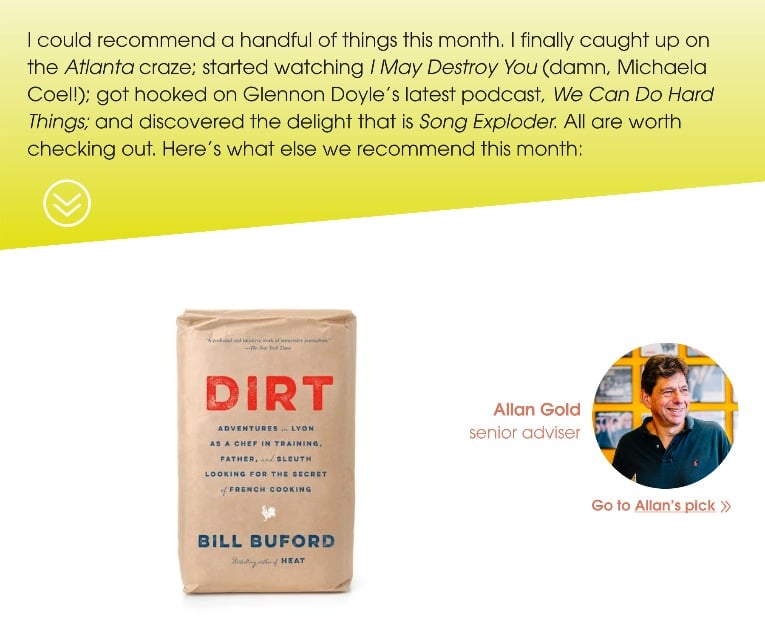 I could recommend a handful of things this month. I finally caught up on
the Atlanta craze; started watching I May Destroy You (damn, Michaela
Coel!); got hooked on Glennon Doyle's latest podcast, We Can Do Hard
Things; and discovered the delight that is Song Exploder. All are worth
checking out. Here's what else we recommend this month:
"A profound and intuitive work of immersive journalism."
—The New York Times
DIRT
ADVENTURES in LYON
AS A CHEF IN TRAINING,
FATHER, and SLEUTH
LOOKING FOR THE SECRET
of FRENCH COOKING
BILL BUFORD
Bestselling author of HEAT
Allan Gold
senior adviser
Go to Allan's pick »